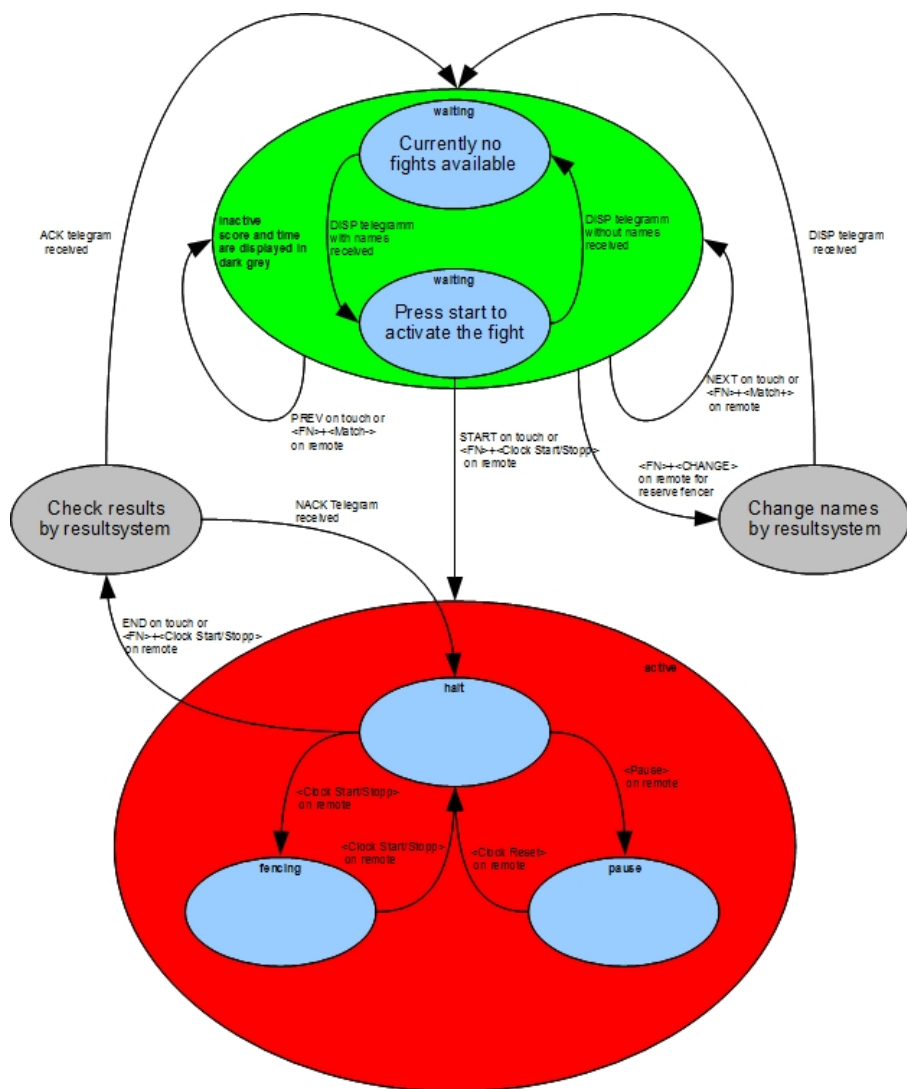 waiting
Currently no
fights available
Inactive
score and time
are displayed in
dark grey
DISP telegramm
with names
received
DISP telegramm
without names
received
ACK telegram
received
DISP telegram
received
waiting
Press start to
activate the fight
PREV on touch or
<FN>+<Match->
on remote
NEXT on touch or
<FN>+<Match+>
on remote
START on touch or
<FN>+<Clock Start/Stopp>
on remote
<FN>+<CHANGE>
on remote for
reserve fencer
Check results
by resultsystem
NACK Telegram
received
Change names
by resultsystem
END on touch or
<FN>+<Clock Start/Stopp>
on remote
active
halt
<Pause>
on remote
<Clock Start/Stopp>
on remote
<Clock Start/Stopp>
on remote
<Clock Reset>
on remote
fencing
pause